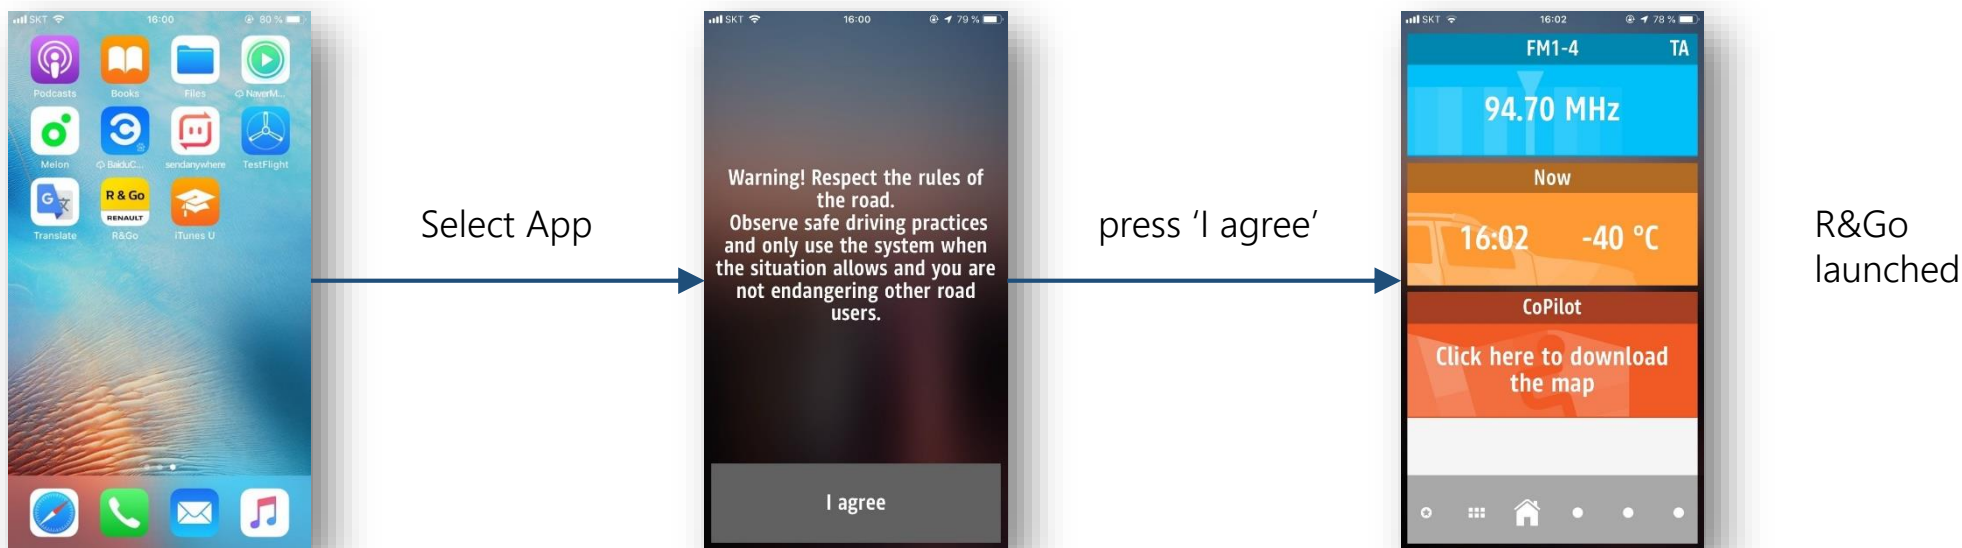 SKT 16:00 80 %
Podcasts Books Files NaverM...
Melon BaiduC... sendanywhere TestFlight
G 文
R & Go
RENAULT
Translate R&Go iTunes U
Select App
SKT 16:00 79 %
Warning! Respect the rules of
the road.
Observe safe driving practices
and only use the system when
the situation allows and you are
not endangering other road
users.
I agree
press ‘I agree’
SKT 16:02 78 %
FM1-4 TA
94.70 MHz
Now
16:02 -40 °C
CoPilot
Click here to download
the map
R&Go
launched